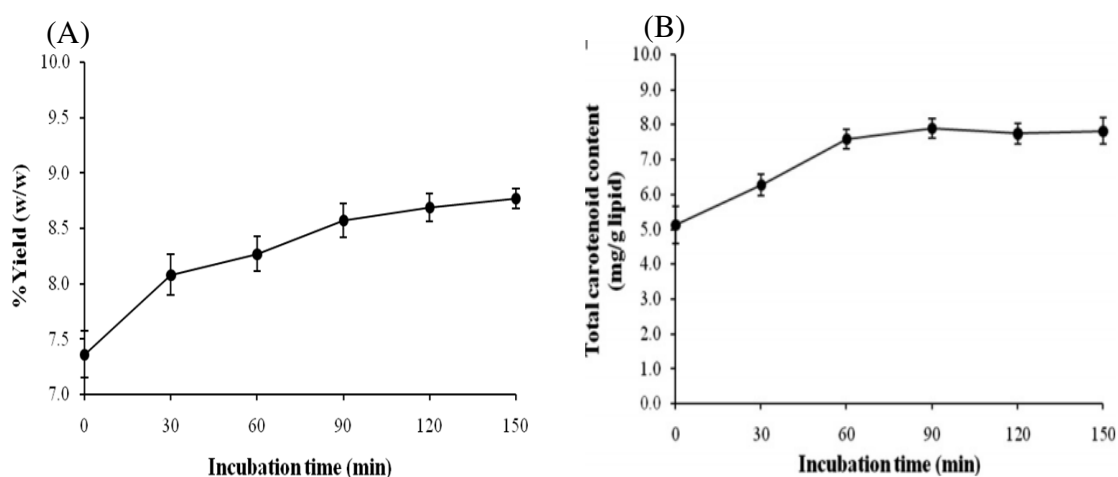 (A)
10.0
9.5
9.0
8.5
8.0
7.5
7.0
% Yield (w/w)
0 30 60 90 120 150
Incubation time (min)
(B)
10.0
9.0
8.0
7.0
6.0
5.0
4.0
3.0
2.0
1.0
0.0
Total carotenoid content
(mg/g lipid)
0 30 60 90 120 150
Incubation time (min)